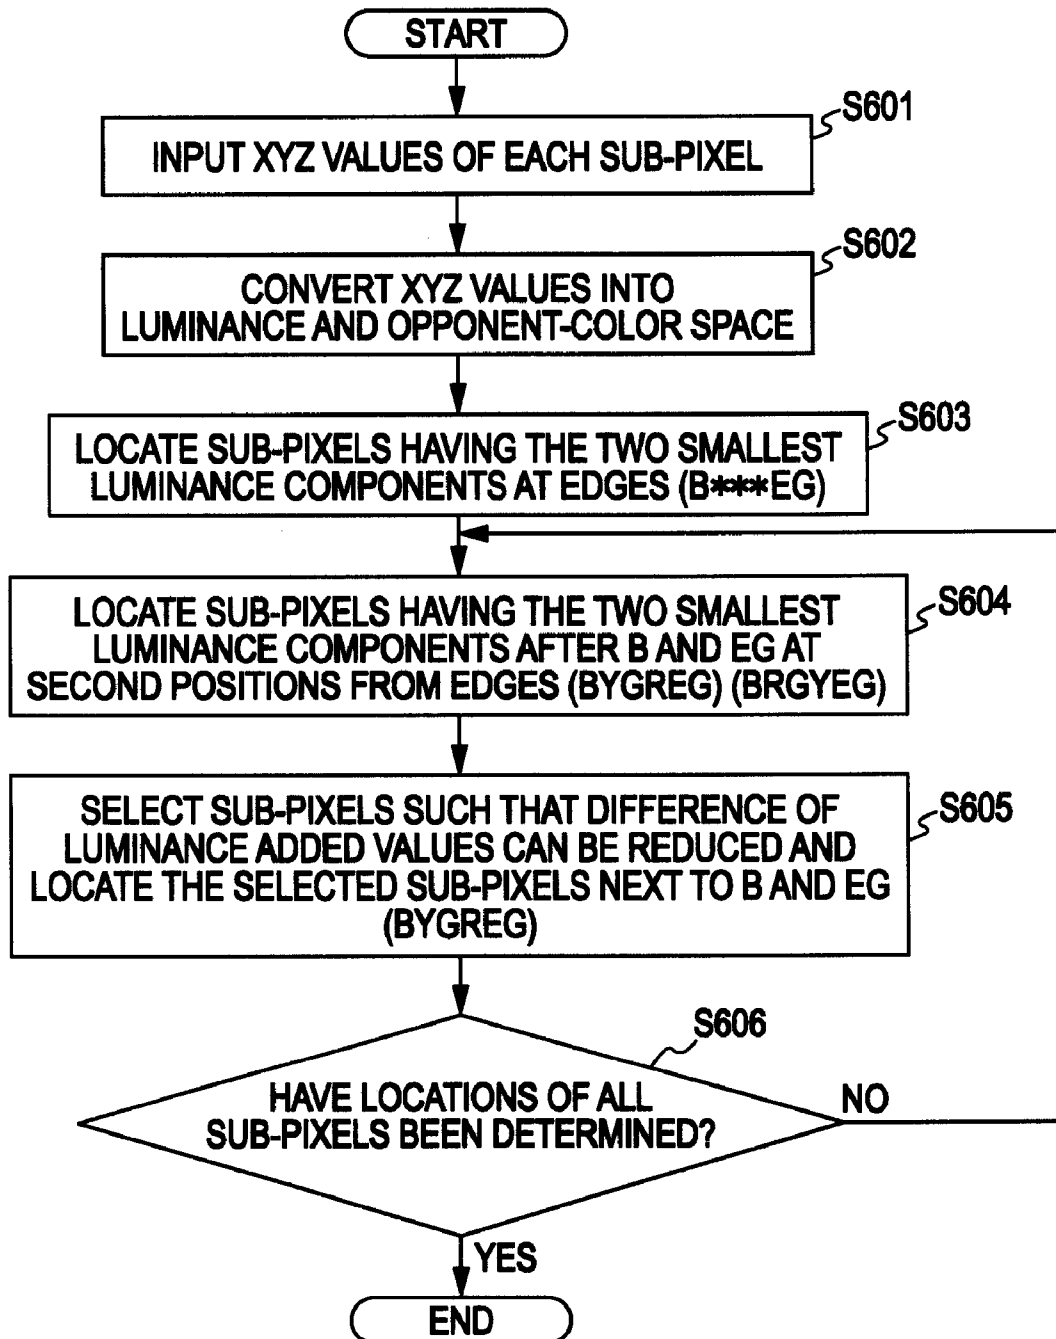 START
S601
INPUT XYZ VALUES OF EACH SUB-PIXEL
S602
CONVERT XYZ VALUES INTO
LUMINANCE AND OPPONENT-COLOR SPACE
S603
LOCATE SUB-PIXELS HAVING THE TWO SMALLEST
LUMINANCE COMPONENTS AT EDGES (B***EG)
S604
LOCATE SUB-PIXELS HAVING THE TWO SMALLEST
LUMINANCE COMPONENTS AFTER B AND EG AT
SECOND POSITIONS FROM EDGES (BYGREG) (BRGYEG)
S605
SELECT SUB-PIXELS SUCH THAT DIFFERENCE OF
LUMINANCE ADDED VALUES CAN BE REDUCED AND
LOCATE THE SELECTED SUB-PIXELS NEXT TO B AND EG
(BYGREG)
S606
HAVE LOCATIONS OF ALL
SUB-PIXELS BEEN DETERMINED?
NO
YES
END